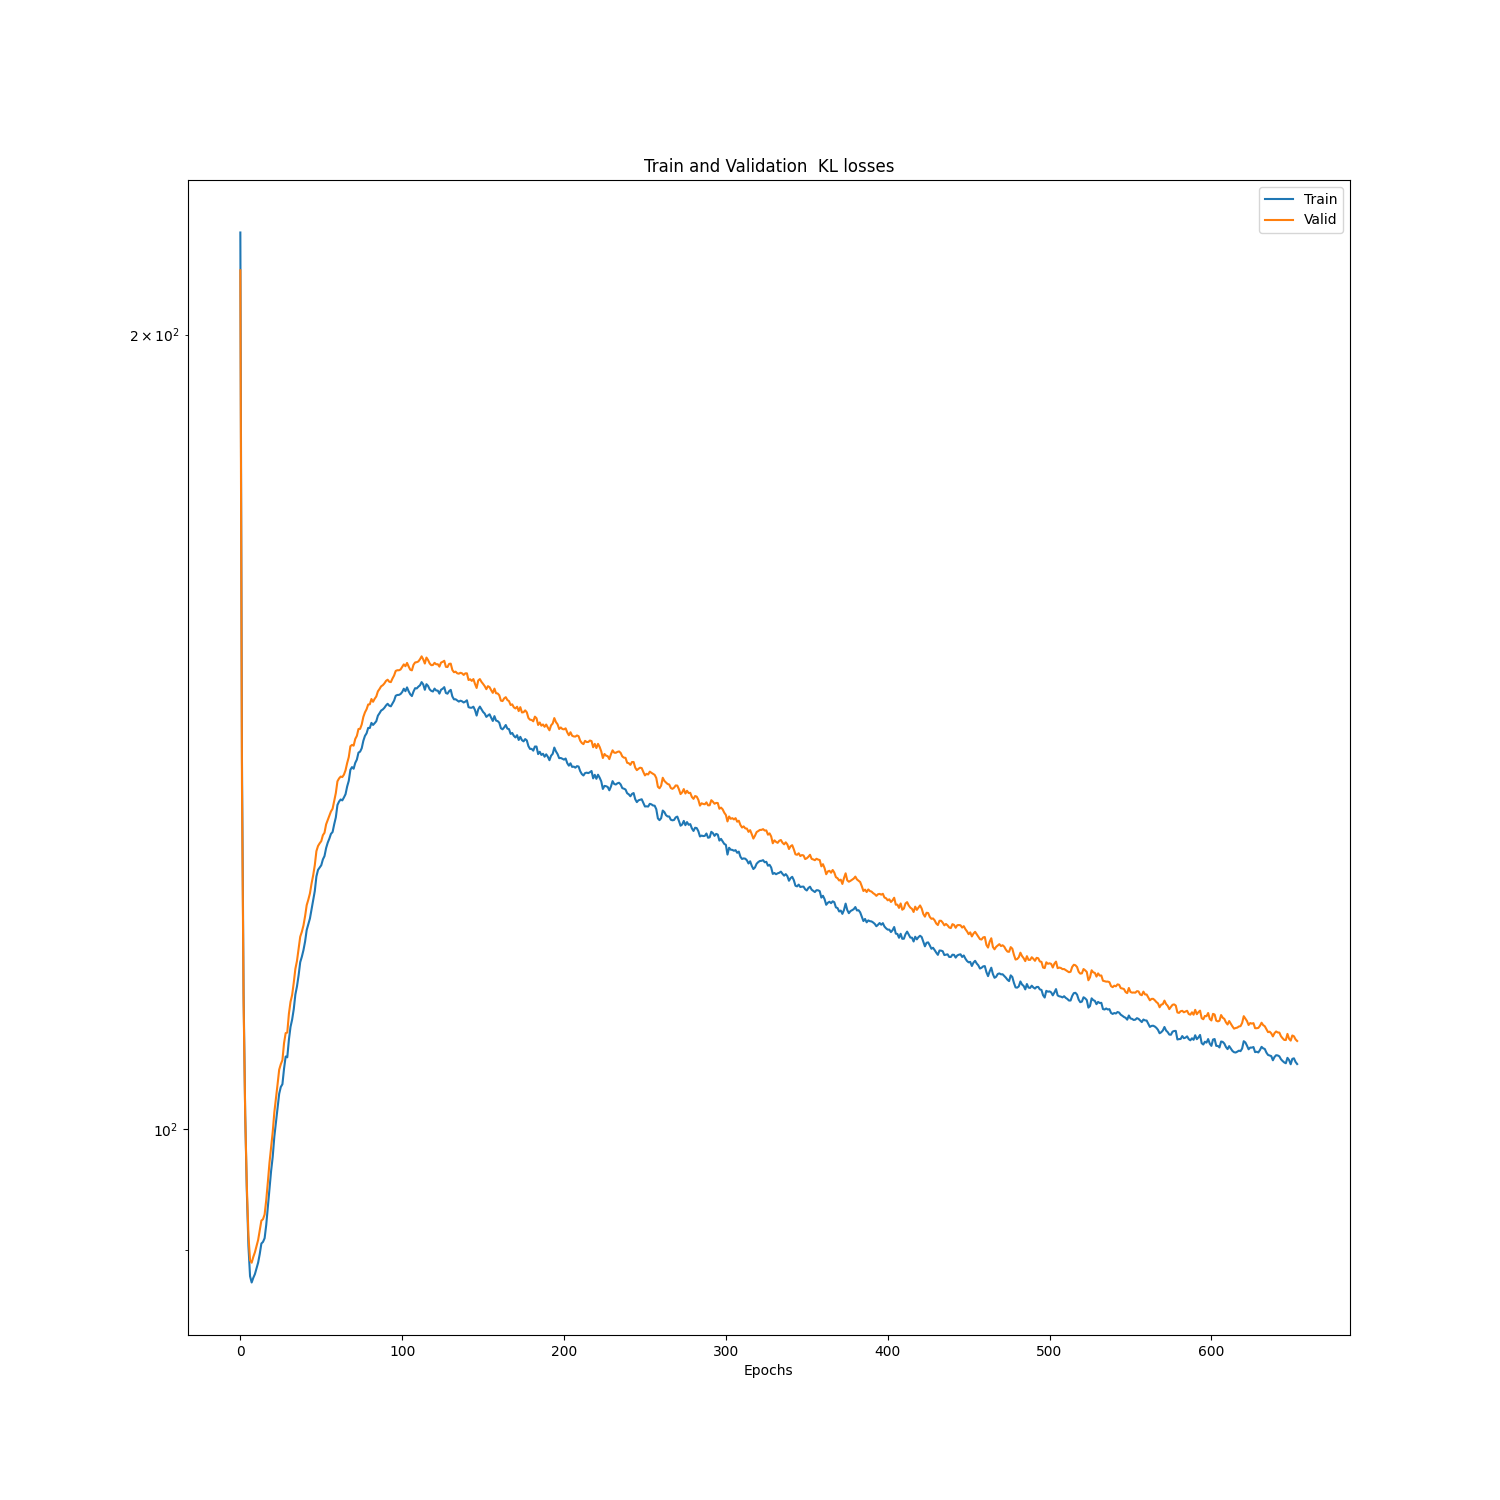 Train and Validation  KL losses
Train
Valid
2 × 10²
10²
0 100 200 300 400 500 600
Epochs